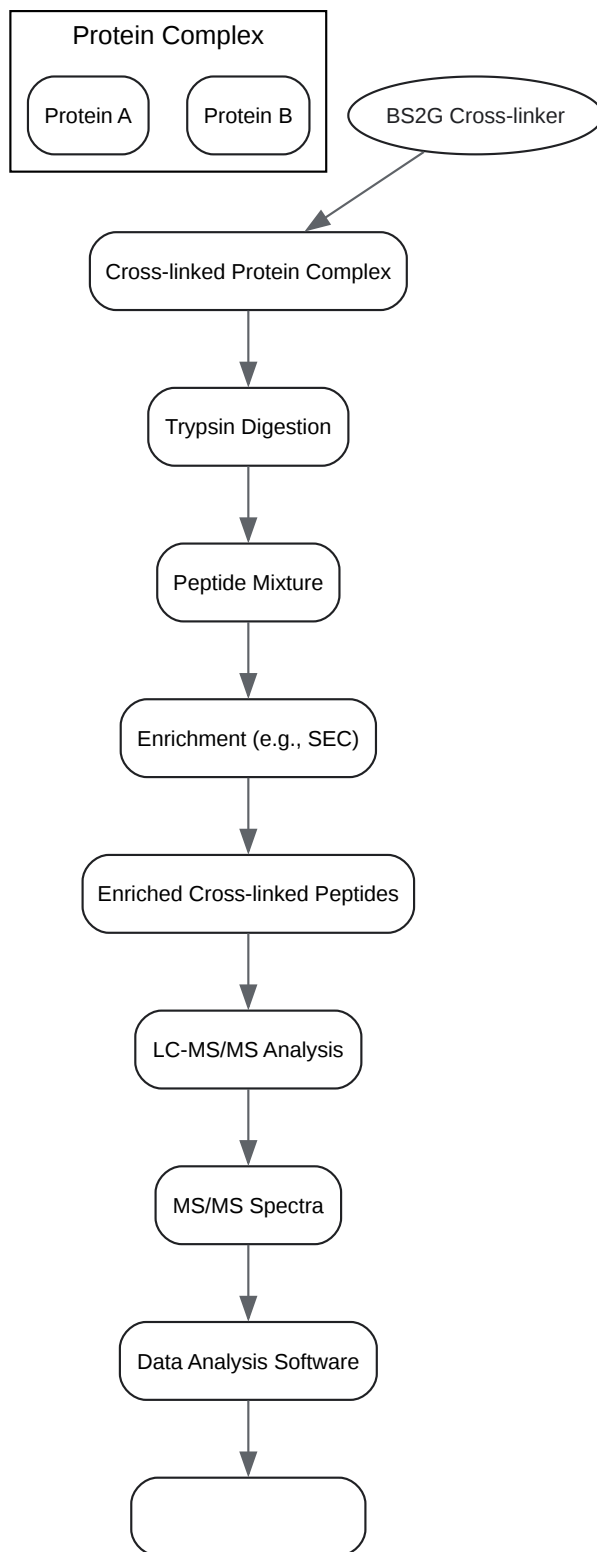 Protein Complex
Protein A
Protein B
BS2G Cross-linker
Cross-linked Protein Complex
Trypsin Digestion
Peptide Mixture
Enrichment (e.g., SEC)
Enriched Cross-linked Peptides
LC-MS/MS Analysis
MS/MS Spectra
Data Analysis Software